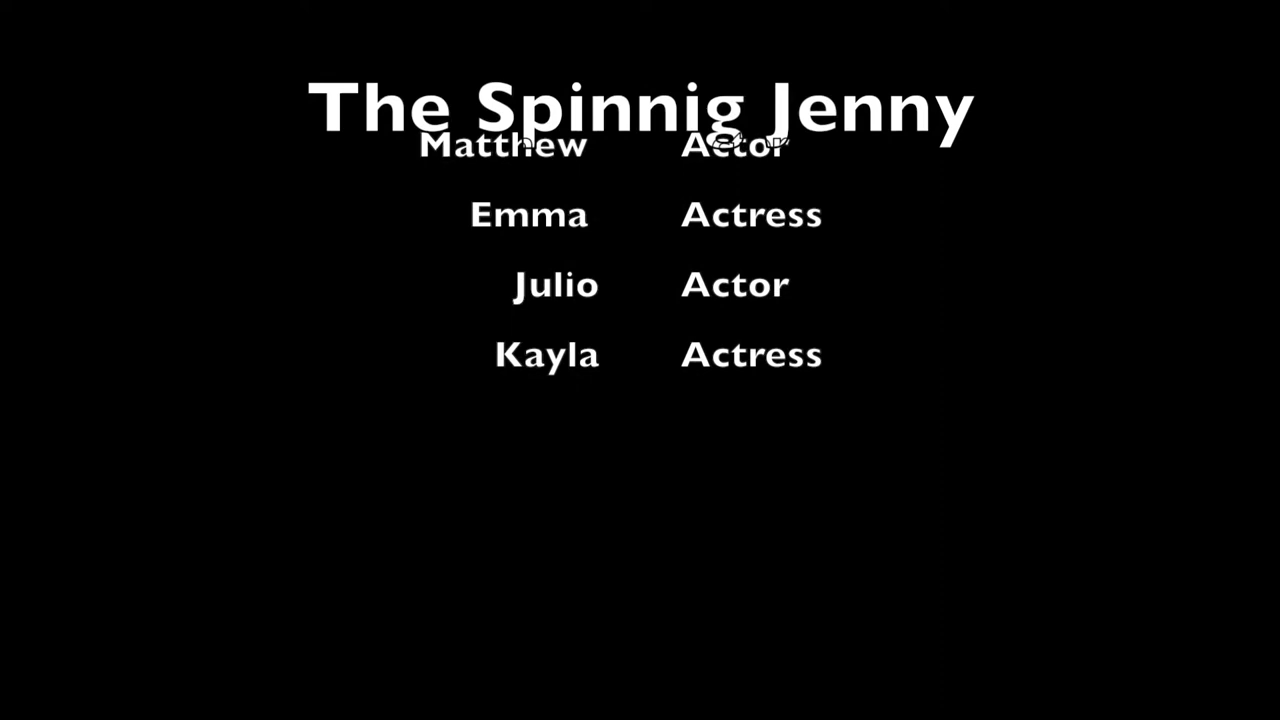 The Spinnig Jenny
Matthew Actor
Emma Actress
Julio Actor
Kayla Actress